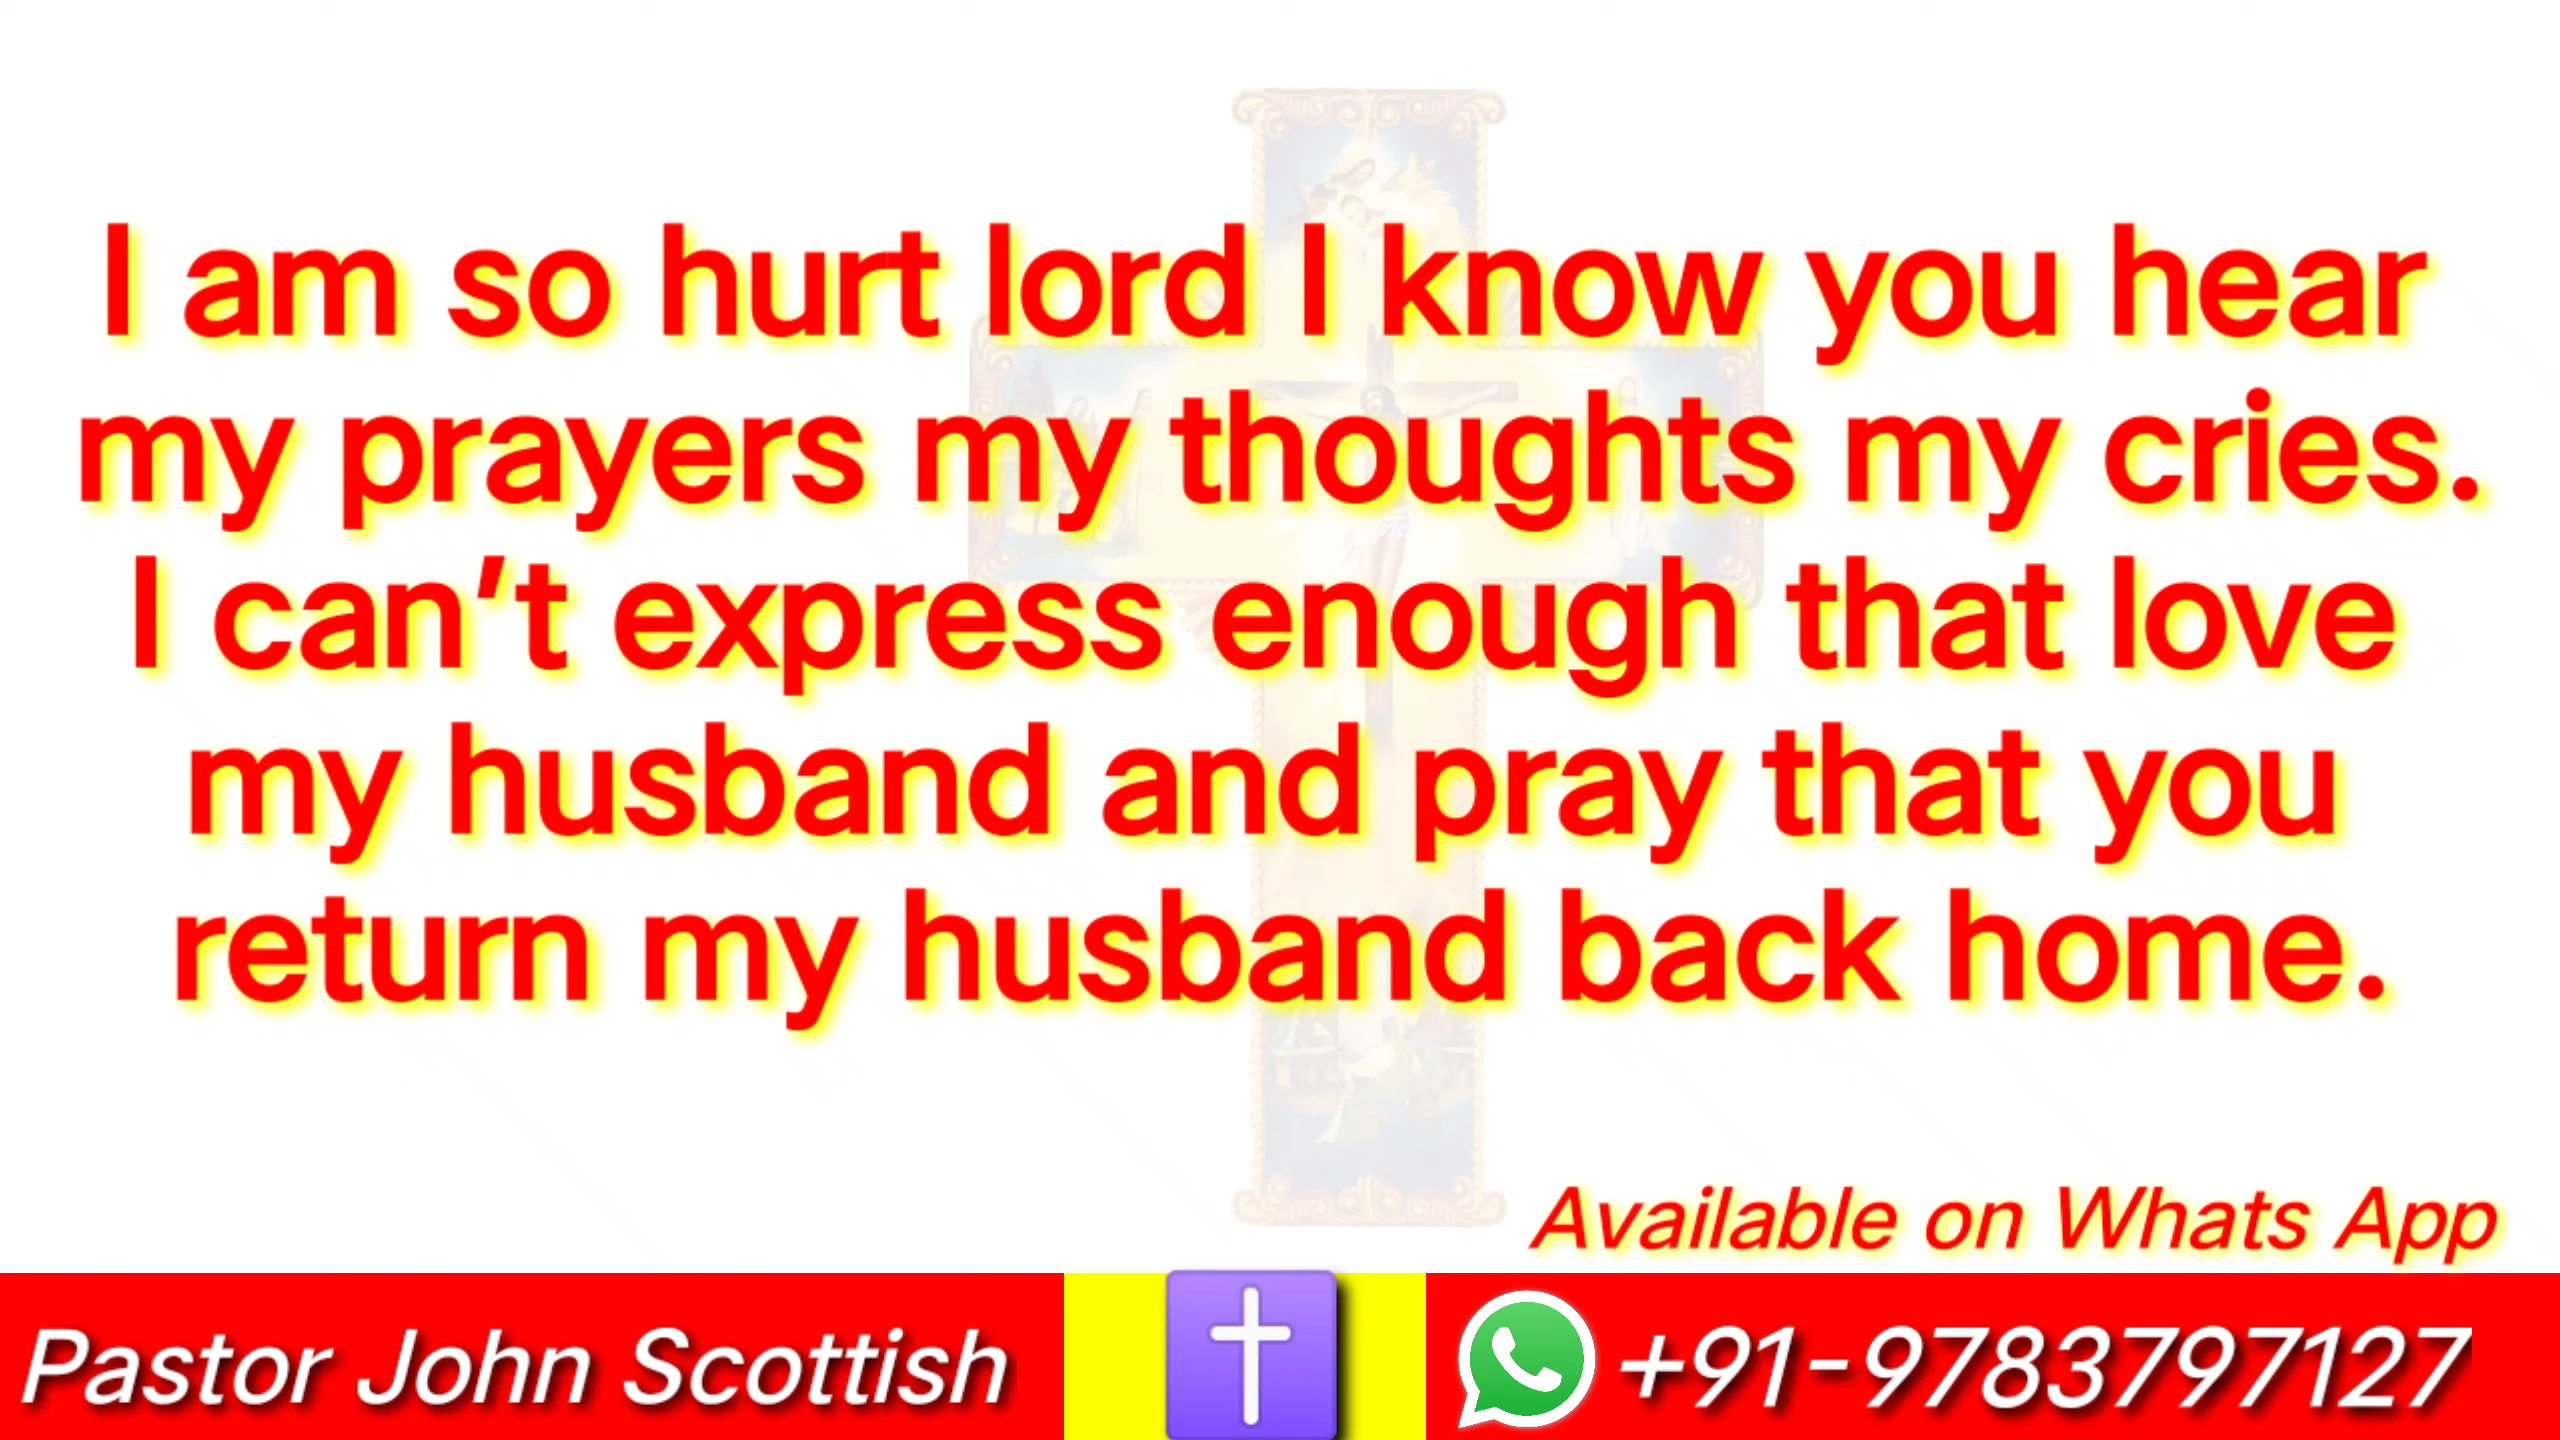 I am so hurt lord I know you hear
my prayers my thoughts my cries.
I can't express enough that love
my husband and pray that you
return my husband back home.
Available on Whats App
Pastor John Scottish
+91-9783797127